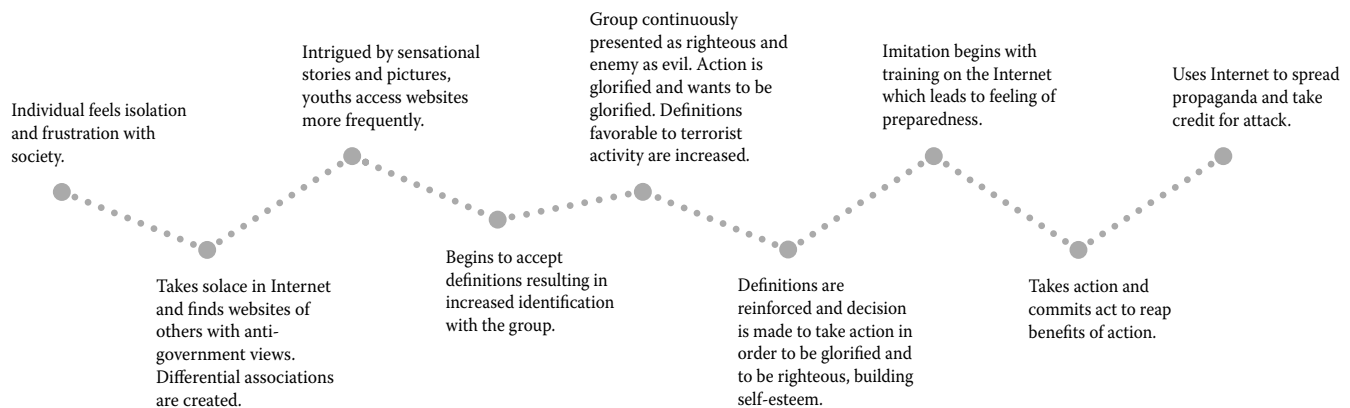 Individual feels isolation
and frustration with
society.
Takes solace in Internet
and finds websites of
others with anti-
government views.
Differential associations
are created.
Intrigued by sensational
stories and pictures,
youths access websites
more frequently.
Begins to accept
definitions resulting in
increased identification
with the group.
Group continuously
presented as righteous and
enemy as evil. Action is
glorified and wants to be
glorified. Definitions
favorable to terrorist
activity are increased.
Definitions are
reinforced and decision
is made to take action in
order to be glorified and
to be righteous, building
self-esteem.
Imitation begins with
training on the Internet
which leads to feeling of
preparedness.
Takes action and
commits act to reap
benefits of action.
Uses Internet to spread
propaganda and take
credit for attack.